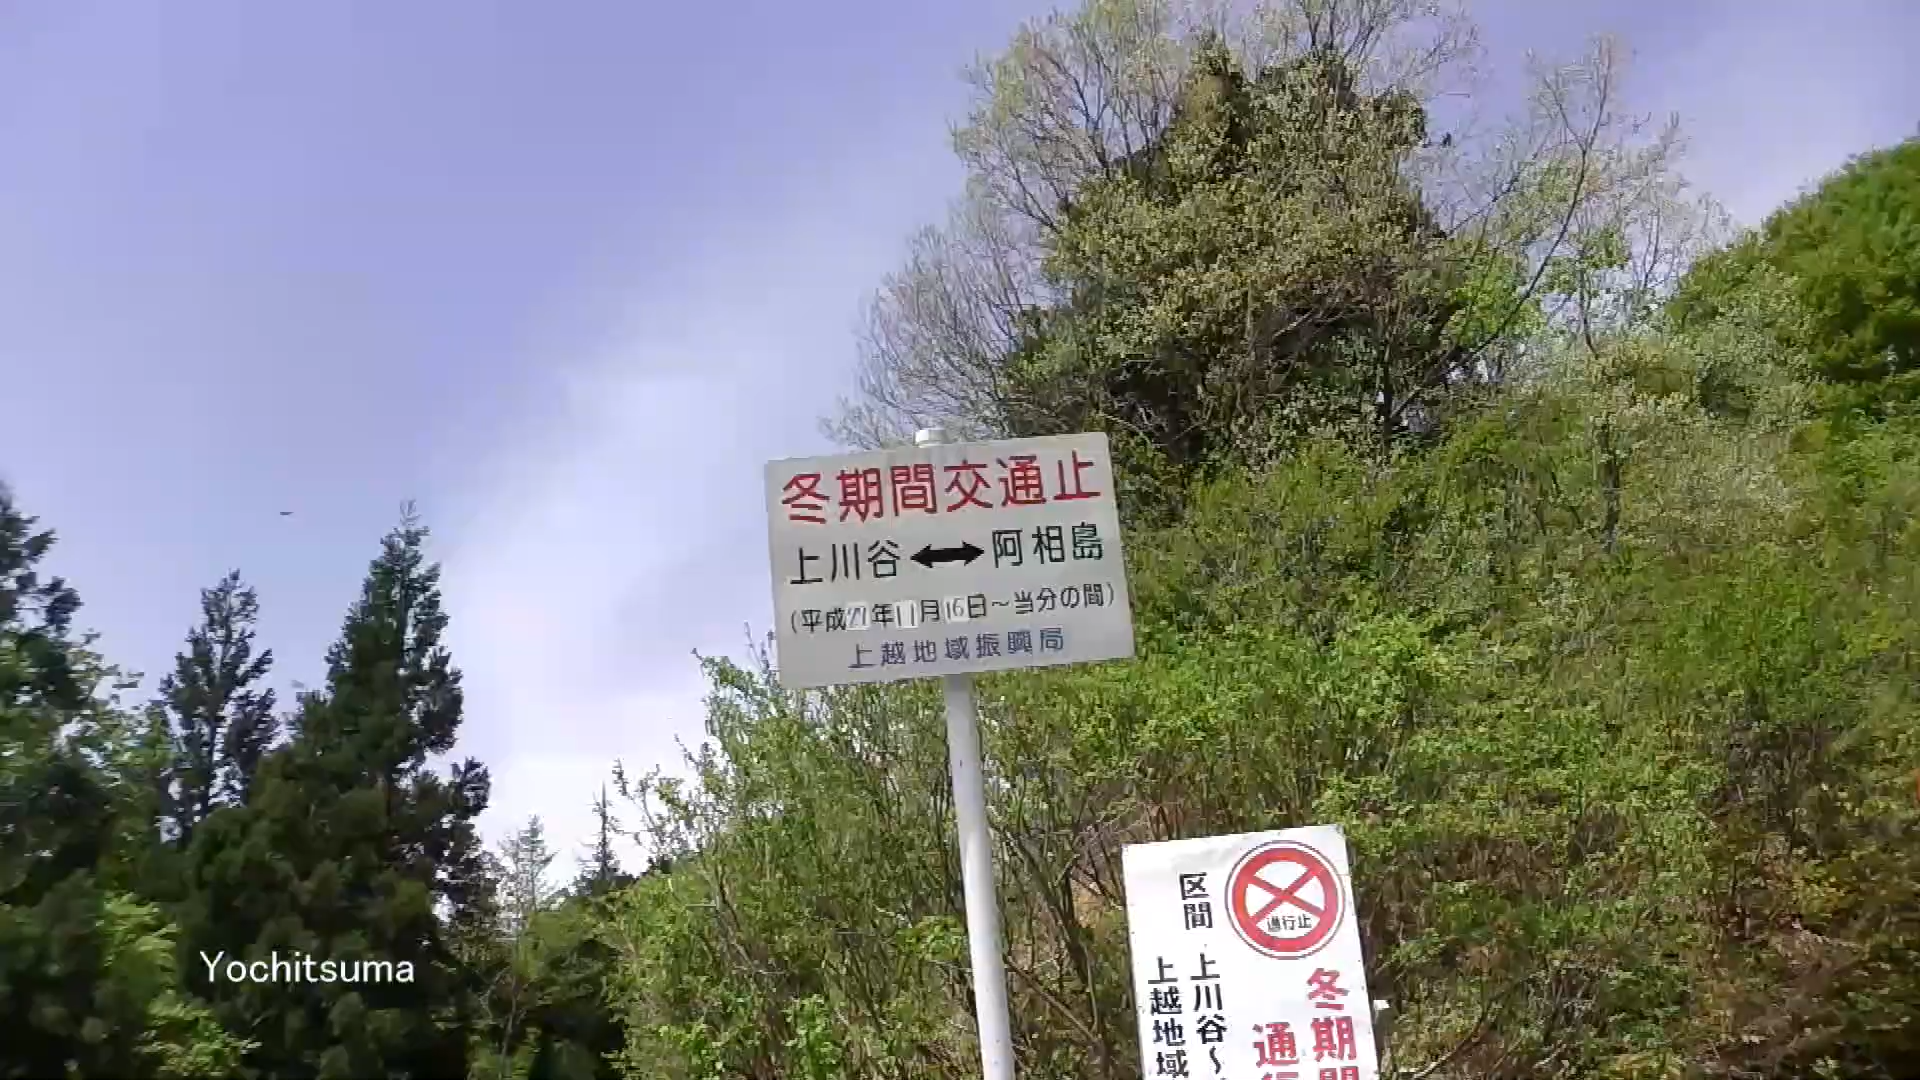 冬期間交通止
上川谷⟷阿相島
(平成27年11月16日～当分の間)
上越地域振興局
通行止
冬期間
通行
区間
上川谷～
上越地域
Yochitsuma